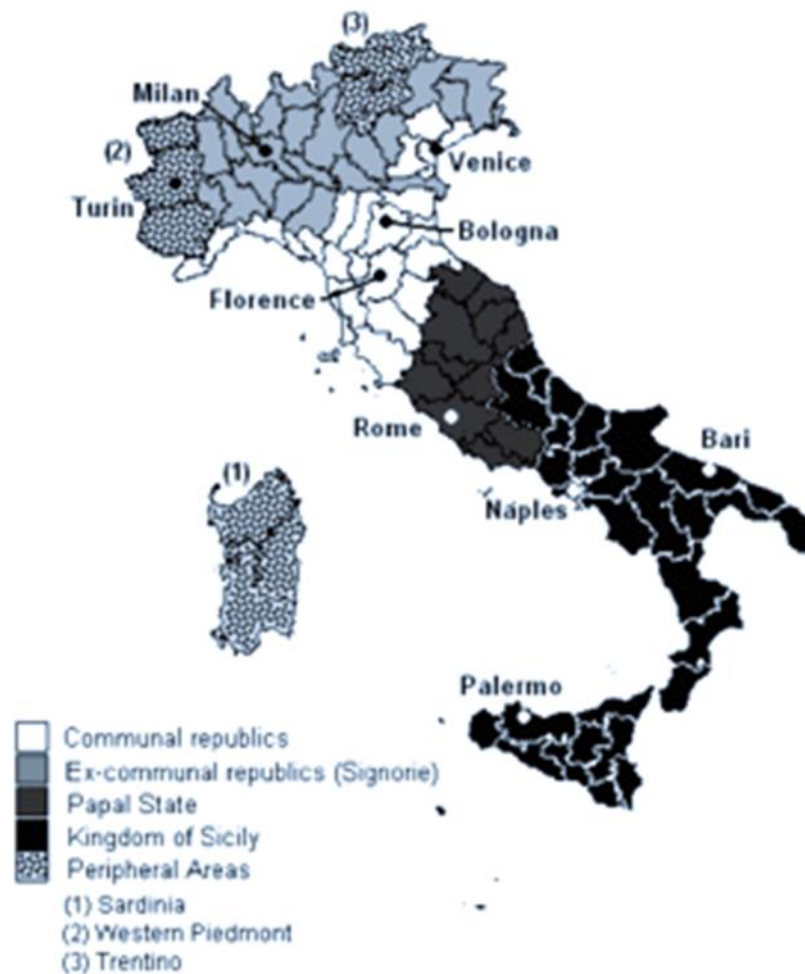 (3)
Milan
(2)
Venice
Turin
Bologna
Florence
Rome
Bari
(1)
Naples
Palermo
Communal republics
Ex-communal republics (Signorie)
Papal State
Kingdom of Sicily
Peripheral Areas
(1) Sardinia
(2) Western Piedmont
(3) Trentino